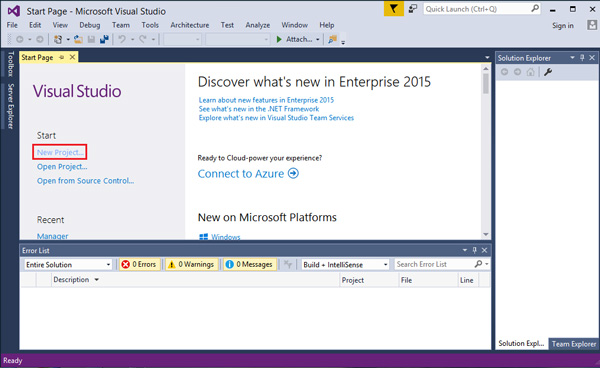 Start Page - Microsoft Visual Studio
Quick Launch (Ctrl+Q)
File Edit View Debug Team Tools Architecture Test Analyze Window Help
Sign in
Attach...
Toolbox
Server Explorer
Start Page
Visual Studio
Start
New Project...
Open Project...
Open from Source Control...
Recent
Manager
Discover what's new in Enterprise 2015
Learn about new features in Enterprise 2015
See what's new in the .NET Framework
Explore what's new in Visual Studio Team Services
Ready to Cloud-power your experience?
Connect to Azure
New on Microsoft Platforms
Windows
Solution Explorer
Error List
Entire Solution 0 Errors 0 Warnings 0 Messages Build + IntelliSense Search Error List
Description Project File Line
Solution Expl... Team Explorer
Ready